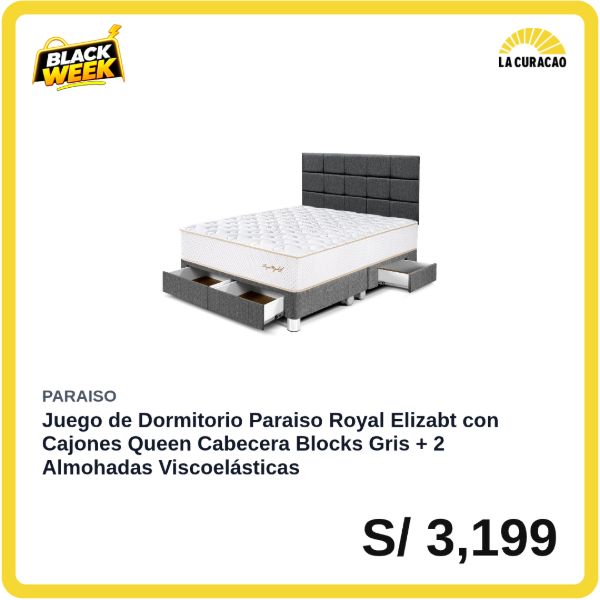 BLACK
WEEK
LA CURACAO
PARAISO
Juego de Dormitorio Paraiso Royal Elizabt con
Cajones Queen Cabecera Blocks Gris + 2
Almohadas Viscoelásticas
S/ 3,199